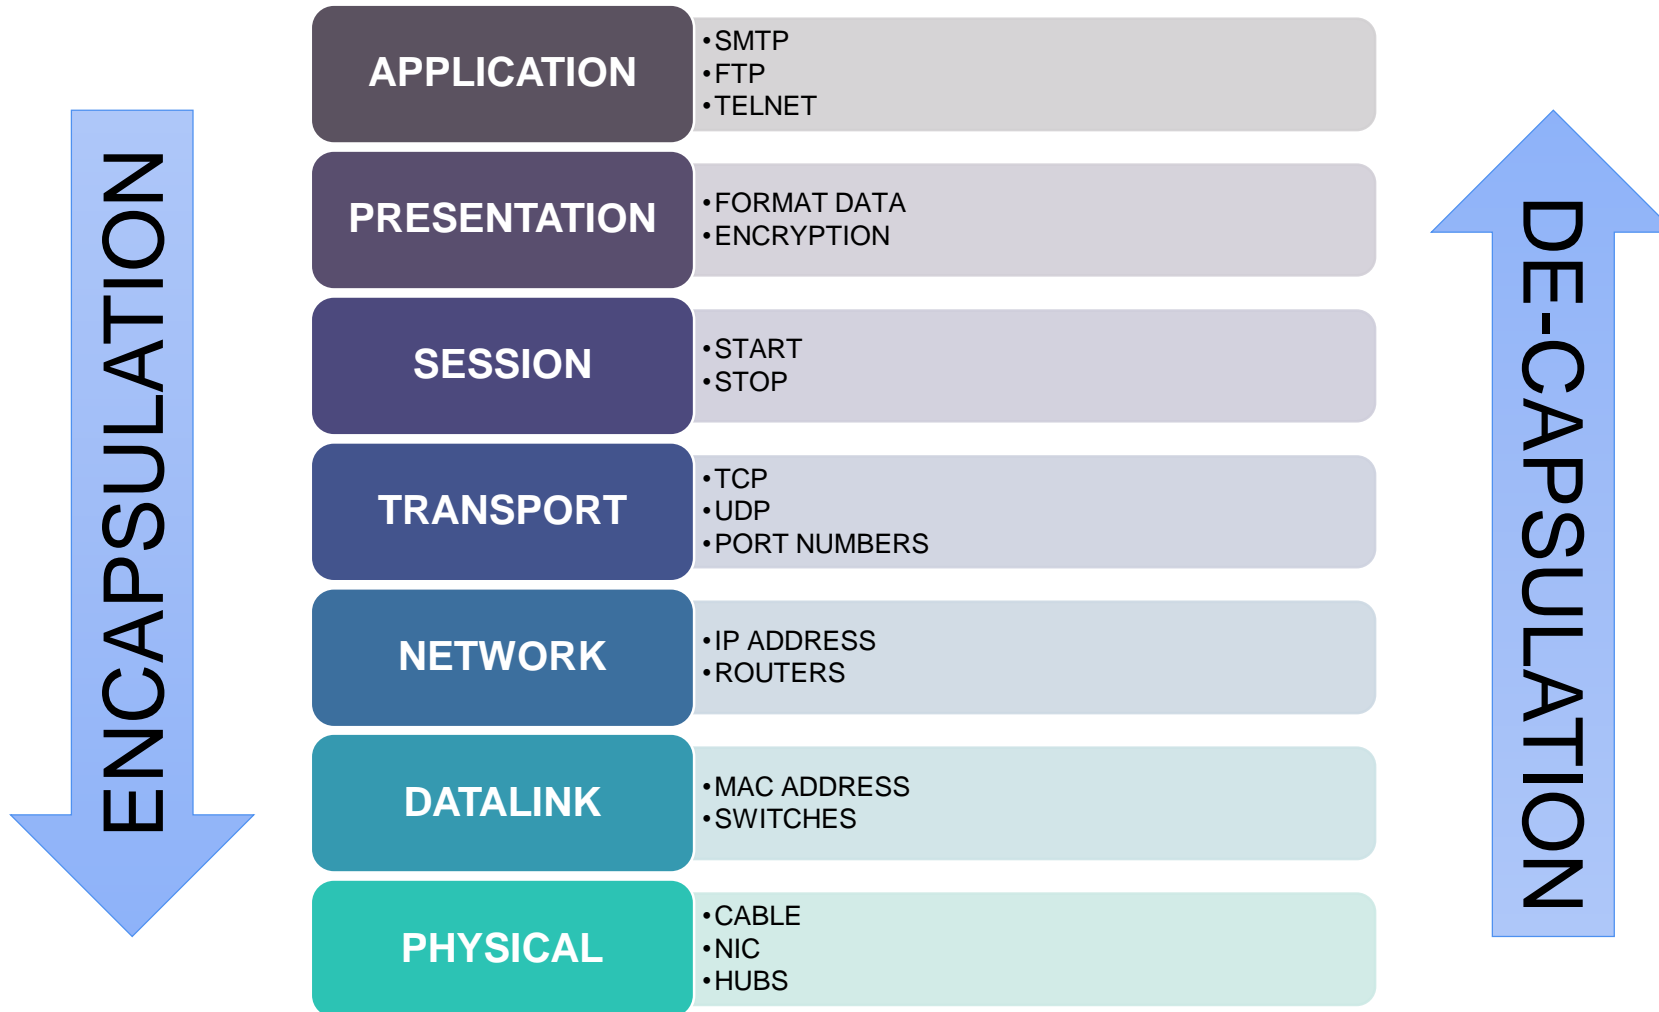 ENCAPSULATION
APPLICATION
•SMTP
•FTP
•TELNET
PRESENTATION
•FORMAT DATA
•ENCRYPTION
SESSION
•START
•STOP
TRANSPORT
•TCP
•UDP
•PORT NUMBERS
NETWORK
•IP ADDRESS
•ROUTERS
DATALINK
•MAC ADDRESS
•SWITCHES
PHYSICAL
•CABLE
•NIC
•HUBS
DE-CAPSULATION